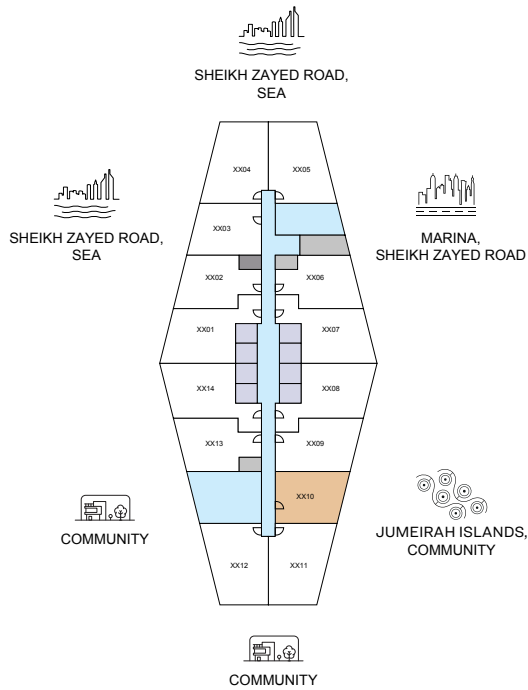 SHEIKH ZAYED ROAD,
SEA
XX04
XX05
SHEIKH ZAYED ROAD,
SEA
MARINA,
SHEIKH ZAYED ROAD
XX03
XX02
XX06
XX01
XX07
XX14
XX08
XX13
XX09
XX10
COMMUNITY
JUMEIRAH ISLANDS,
COMMUNITY
XX12
XX11
COMMUNITY